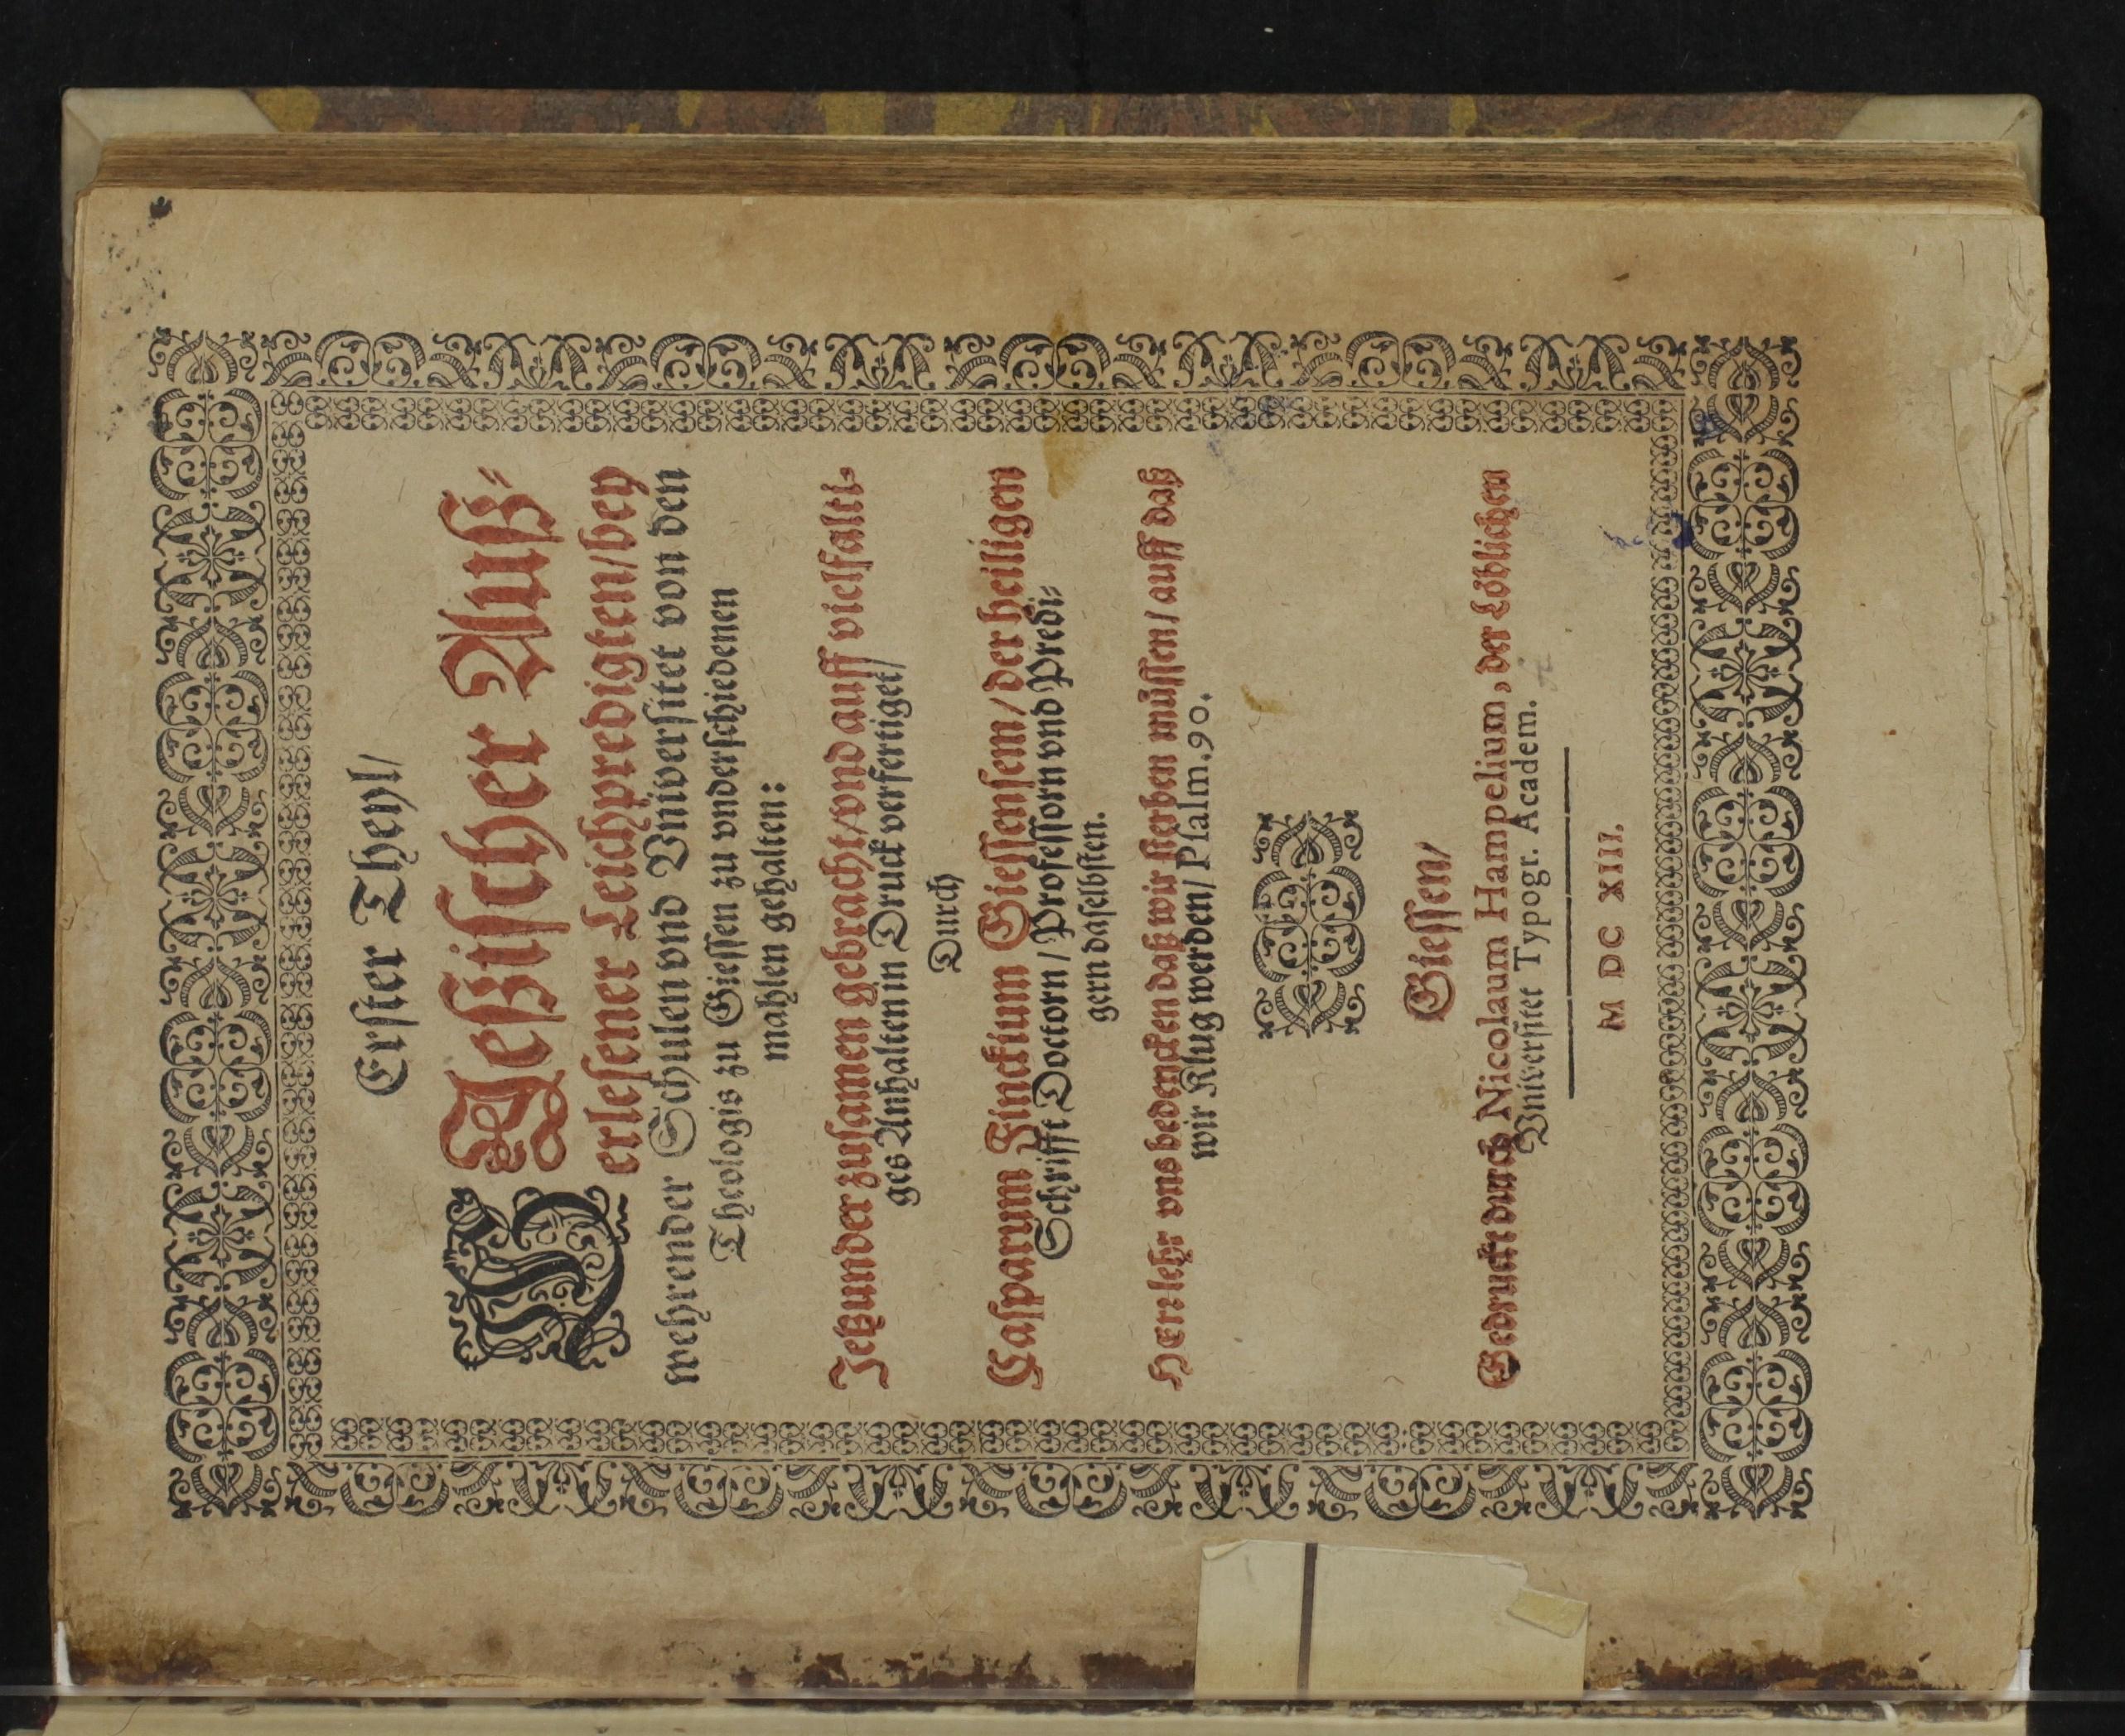 Erster Theyl/
Hessischer Auß-
erlesener Leichpredigten/bey
wehrender Schulen vnd Vniversitet von den
Theologis zu Giessen zu vnderschiedenen
mahlen gehalten:
Jetzunder zusamen gebracht/vnd auff vielfalti-
ges Anhalten in Druck verfertiget/
Durch
Casparum Finckium Giessensem/der heiligen
Schrifft Doctorn/Professorn vnd Predi-
gern daselbsten.
Herr lehr vns bedencken daß wir sterben müssen/auff daß
wir Klug werden/Psalm.90.
Giessen/
Gedruckt durch Nicolaum Hampelium, der Löblichen
Vniversitet Typogr. Academ.
M DC XIII.